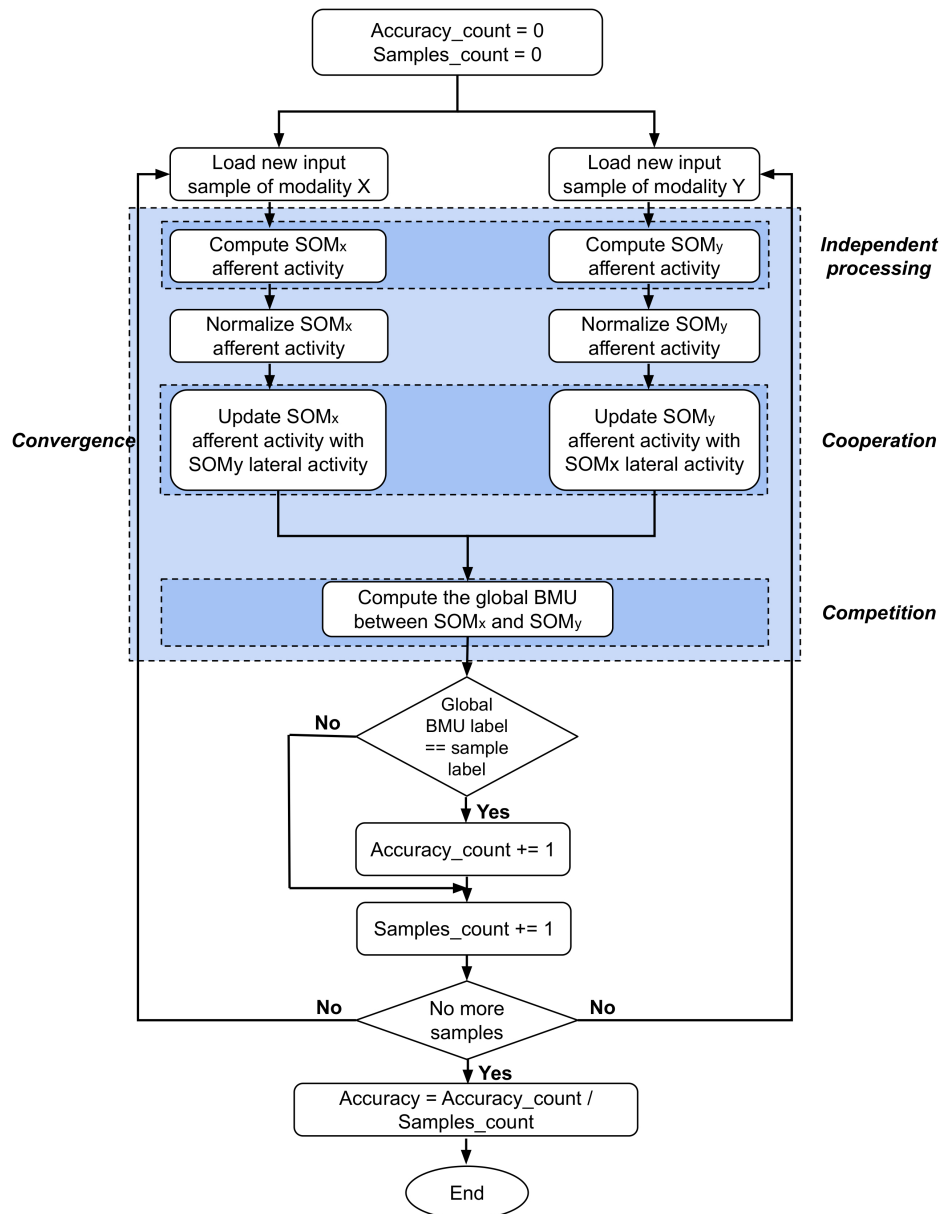 Accuracy_count = 0
Samples_count = 0
Load new input
sample of modality X
Load new input
sample of modality Y
Compute SOMx
afferent activity
Compute SOMy
afferent activity
Independent
processing
Normalize SOMx
afferent activity
Normalize SOMy
afferent activity
Convergence
Update SOMx
afferent activity with
SOMy lateral activity
Update SOMy
afferent activity with
SOMx lateral activity
Cooperation
Compute the global BMU
between SOMx and SOMy
Competition
Global
BMU label
== sample
label
No
Yes
Accuracy_count += 1
Samples_count += 1
No
No more
samples
No
Yes
Accuracy = Accuracy_count /
Samples_count
End